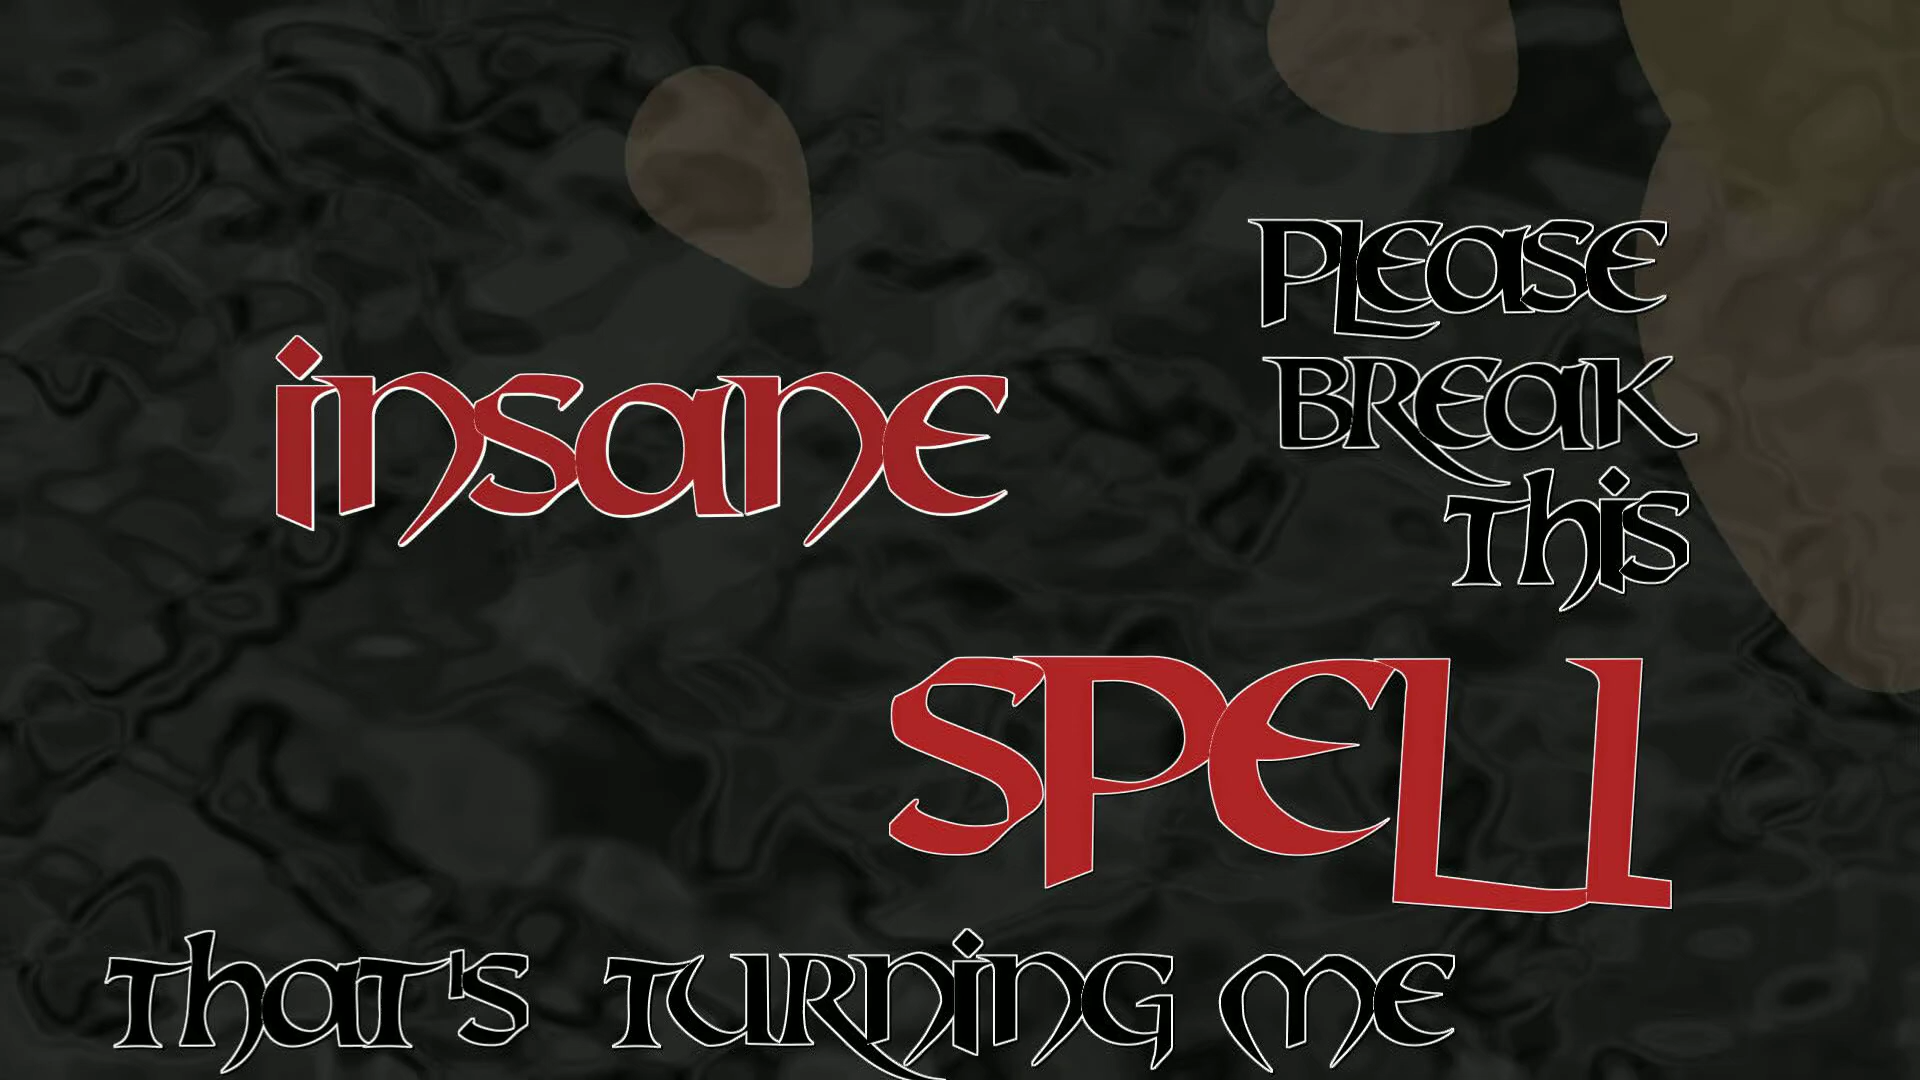 PLEASE
BREAK
THIS
SPELL
THAT'S TURNING ME
INSANE